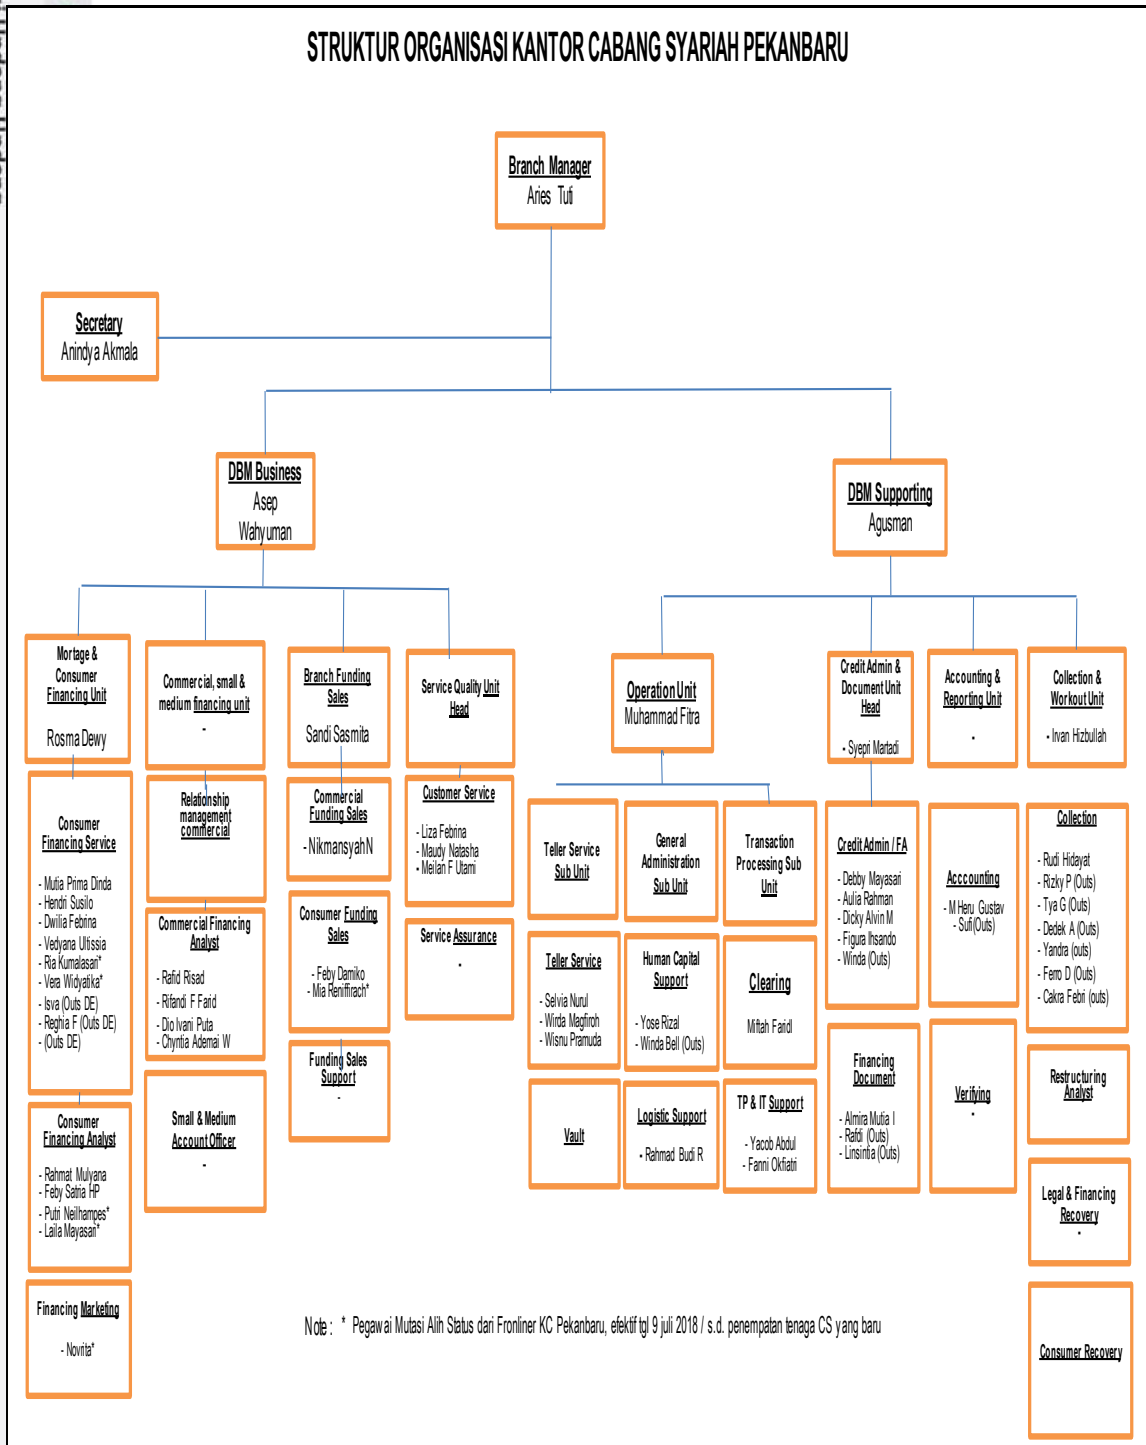 STRUKTUR ORGANISASI KANTOR CABANG SYARIAH PEKANBARU
Branch Manager
Aries Tuti
Secretary
Anindya Akmala
DBM Business
Asep
Wahyuman
DBM Supporting
Agusman
Mortage &
Consumer
Financing Unit
Rosma Dewy
Commercial, small &
medium financing unit
-
Branch Funding
Sales
Sandi Sasmita
Service Quality Unit
Head
Operation Unit
Muhammad Fitra
Credit Admin &
Document Unit
Head
- Syepri Martadi
Accounting &
Reporting Unit
-
Collection &
Workout Unit
- Irvan Hizbullah
Consumer
Financing Service
- Mutia Prima Dinda
- Hendri Susilo
- Dwilia Febrina
- Vedyana Ultissia
- Ria Kumalasari*
- Vera Widyatika*
- Isva (Outs DE)
- Reghia F (Outs DE)
- (Outs DE)
Consumer
Financing Analyst
- Rahmat Mulyana
- Feby Satria HP
- Putri Neilhampes*
- Laila Mayasari*
Financing Marketing
- Novrita*
Relationship
management
commercial
Commercial Financing
Analyst
- Rafid Risad
- Rifandi F Farid
- Dio Ivani Puta
- Chyntia Ademai W
Small & Medium
Account Officer
-
Commercial
Funding Sales
- Nikmansyah N
Consumer Funding
Sales
- Feby Damiko
- Mia Reniffirach*
Funding Sales
Support
-
Customer Service
- Liza Febrina
- Maudy Natasha
- Meilan F Utami
Service Assurance
-
Teller Service
Sub Unit
Teller Service
- Selvia Nurul
- Wirda Magfiroh
- Wisnu Pramuda
Vault
General
Administration
Sub Unit
Human Capital
Support
- Yose Rizal
- Winda Bell (Outs)
Logistic Support
- Rahmad Budi R
Transaction
Processing Sub
Unit
Clearing
Miftah Faridl
TP & IT Support
- Yacob Abdul
- Fanni Okfiatri
Credit Admin / FA
- Debby Mayasari
- Aulia Rahman
- Dicky Alvin M
- Figura Ihsando
- Winda (Outs)
Financing
Document
- Almira Mutia I
- Rafdi (Outs)
- Linsintia (Outs)
Acccounting
- M Heru Gustav
- Sufi(Outs)
Verifying
-
Collection
- Rudi Hidayat
- Rizky P (Outs)
- Tya G (Outs)
- Dedek A (Outs)
- Yandra (outs)
- Ferro D (Outs)
- Cakra Febri (outs)
Restructuring
Analyst
Legal & Financing
Recovery
-
Consumer Recovery
Note : * Pegawai Mutasi Alih Status dari Fronliner KC Pekanbaru, efektif tgl 9 juli 2018 / s.d. penempatan tenaga CS yang baru